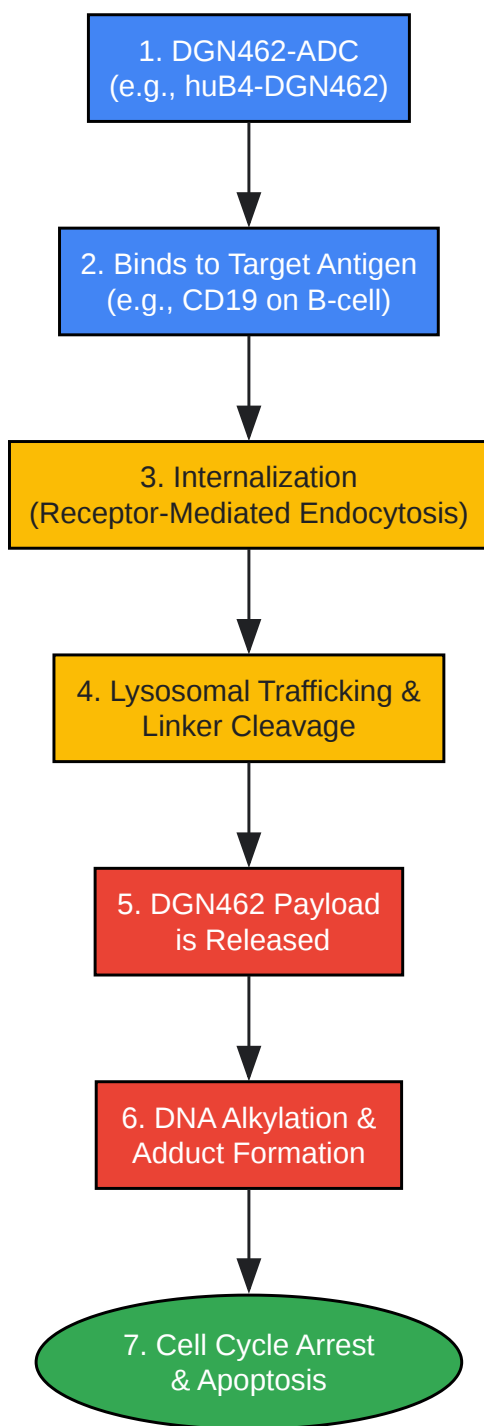 1. DGN462-ADC
(e.g., huB4-DGN462)
2. Binds to Target Antigen
(e.g., CD19 on B-cell)
3. Internalization
(Receptor-Mediated Endocytosis)
4. Lysosomal Trafficking &
Linker Cleavage
5. DGN462 Payload
is Released
6. DNA Alkylation &
Adduct Formation
7. Cell Cycle Arrest
& Apoptosis